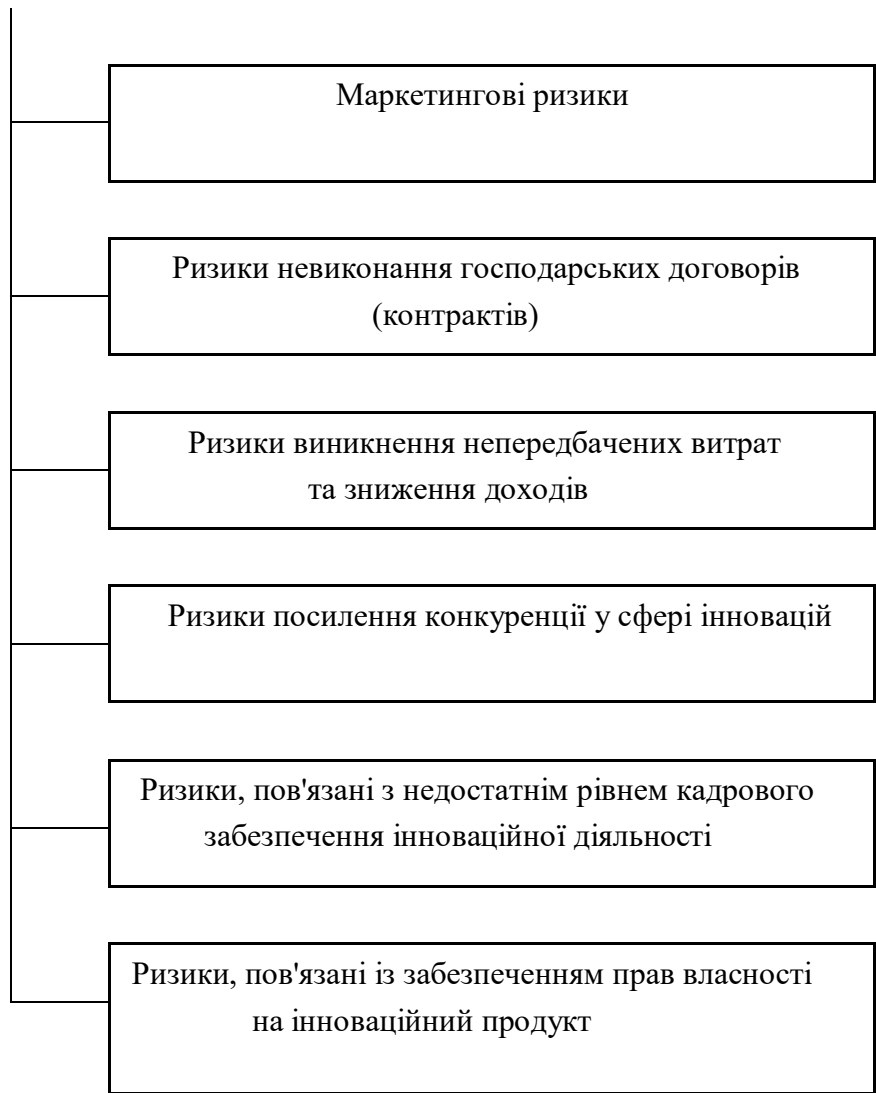 Маркетингові ризики
Ризики невиконання господарських договорів
(контрактів)
Ризики виникнення непередбачених витрат
та зниження доходів
Ризики посилення конкуренції у сфері інновацій
Ризики, пов'язані з недостатнім рівнем кадрового
забезпечення інноваційної діяльності
Ризики, пов'язані із забезпеченням прав власності
на інноваційний продукт